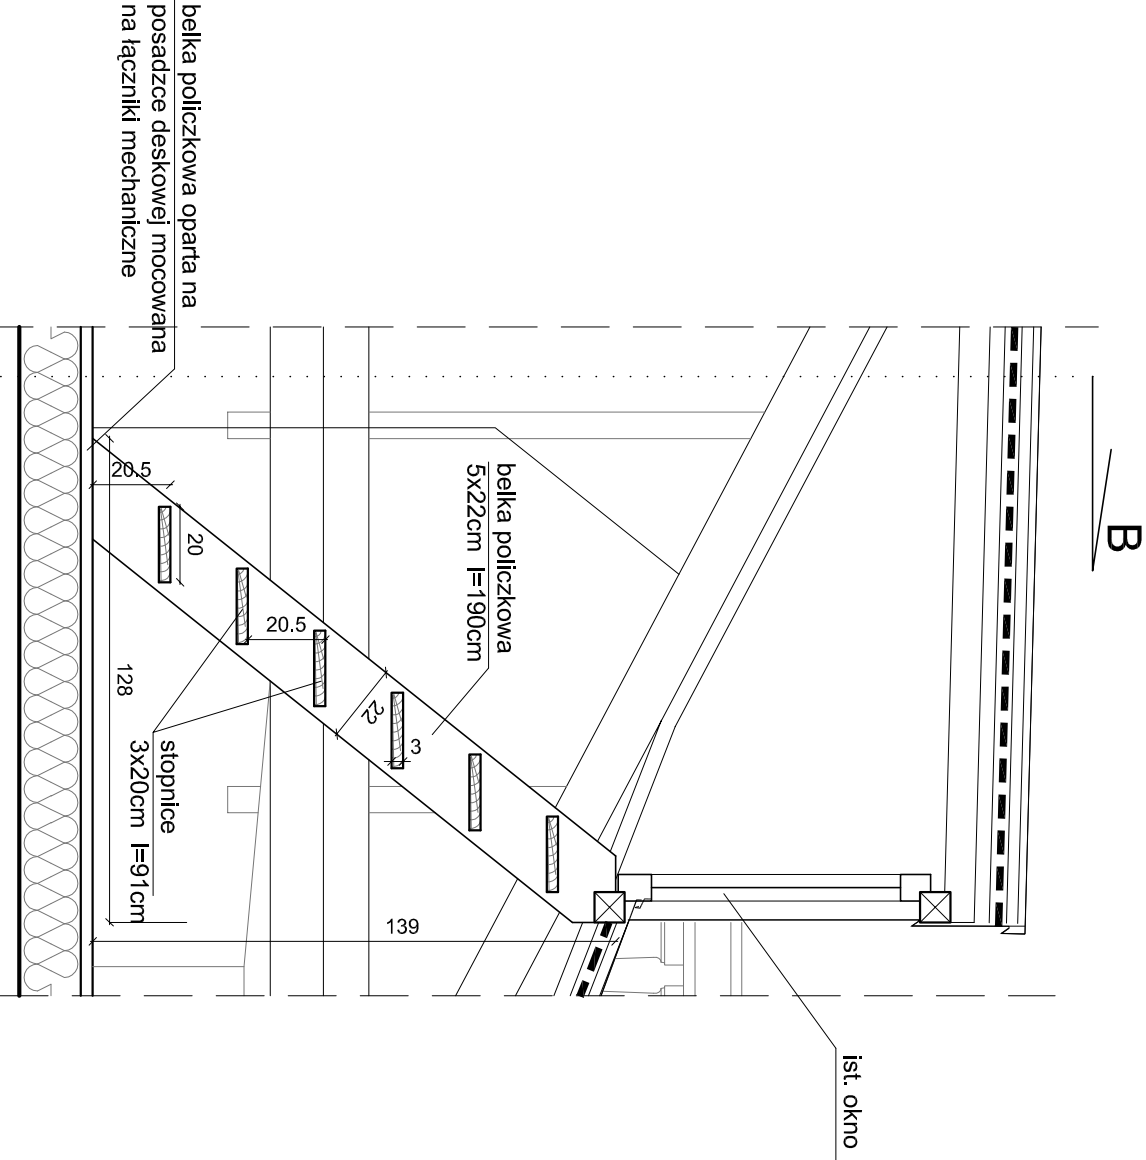 B
belka policzkowa oparta na
posadzce deskowej mocowana
na łączniki mechaniczne
belka policzkowa
5x22cm l=190cm
20.5
20
20.5
22
3
128
stopnice
3x20cm l=91cm
139
ist. okno